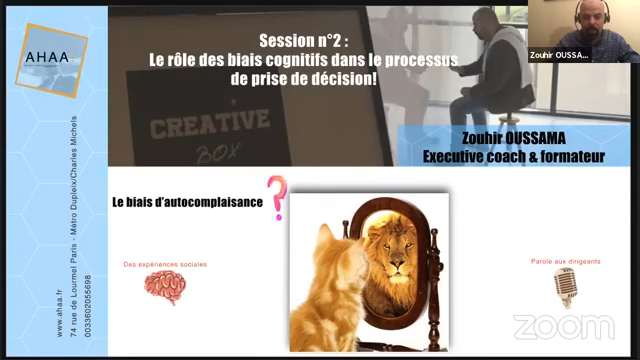 AHAA
Session n°2 :
Le rôle des biais cognitifs dans le processus
de prise de décision!
Zouhir OUSSA...
CREATIVE
BOX
Zouhir OUSSAMA
Executive coach & formateur
Le biais d'autocomplaisance ?
Des expériences sociales
Parole aux dirigeants
www.ahaa.fr
74 rue de Lourmel Paris - Métro Dupleix/Charles Michels
0033602055698
zoom